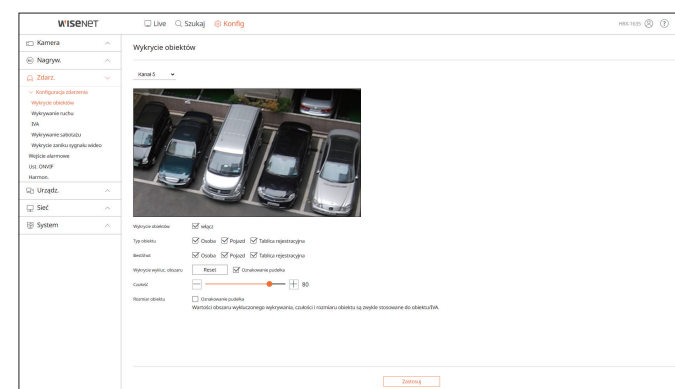 WISENET
Live Szukaj Konfig
HRX-1635
Kamera
Nagryw.
Zdarz.
Konfiguracja zdarzenia
Wykrycie obiektów
Wykrywanie ruchu
IVA
Wykrywanie sabotażu
Wykrycie zaniku sygnału wideo
Wejście alarmowe
Ust. ONVIF
Harmon.
Urządz.
Sieć
System
Wykrycie obiektów
Kanał 5
Wykrycie obiektów włącz
Typ obiektu Osoba Pojazd Tablica rejestracyjna
BestShot Osoba Pojazd Tablica rejestracyjna
Wykrycie wyklucz. obszaru Reset Oznakowanie pudełka
Czułość 80
Rozmiar obiektu Oznakowanie pudełka
Wartości obszaru wykluczonego wykrywania, czułości i rozmiaru obiektu są zwykle stosowane do obiektu/IVA.
Zastosuj